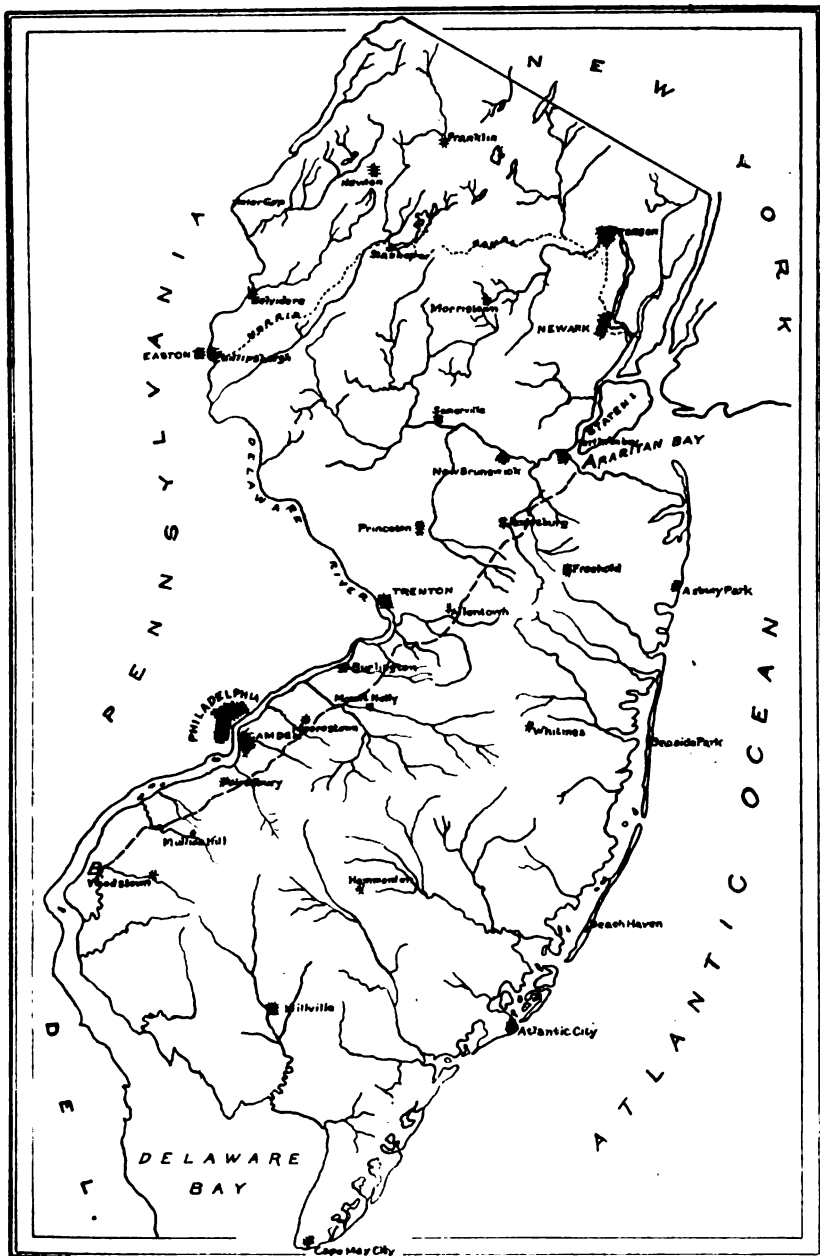 NEW YORK
Franklin
Newton
Water Gap
PENNSYLVANIA
Stanhope
CANAL
Belvidere
MORRIS
Morristown
NEWARK
EASTON
Phillipsburgh
Somerville
STATEN I
A RARITAN BAY
New Brunswick
DELAWARE RIVER
Princeton
Freehold
TRENTON
Allentown
Asbury Park
Burlington
Mount Holly
PHILADELPHIA
CAMDEN
Moorestown
Whitings
Seaside Park
Woodbury
Mullica Hill
B
Woodstown
Hammonton
Beach Haven
Millville
Atlantic City
ATLANTIC OCEAN
DEL.
DELAWARE
BAY
Cape May City